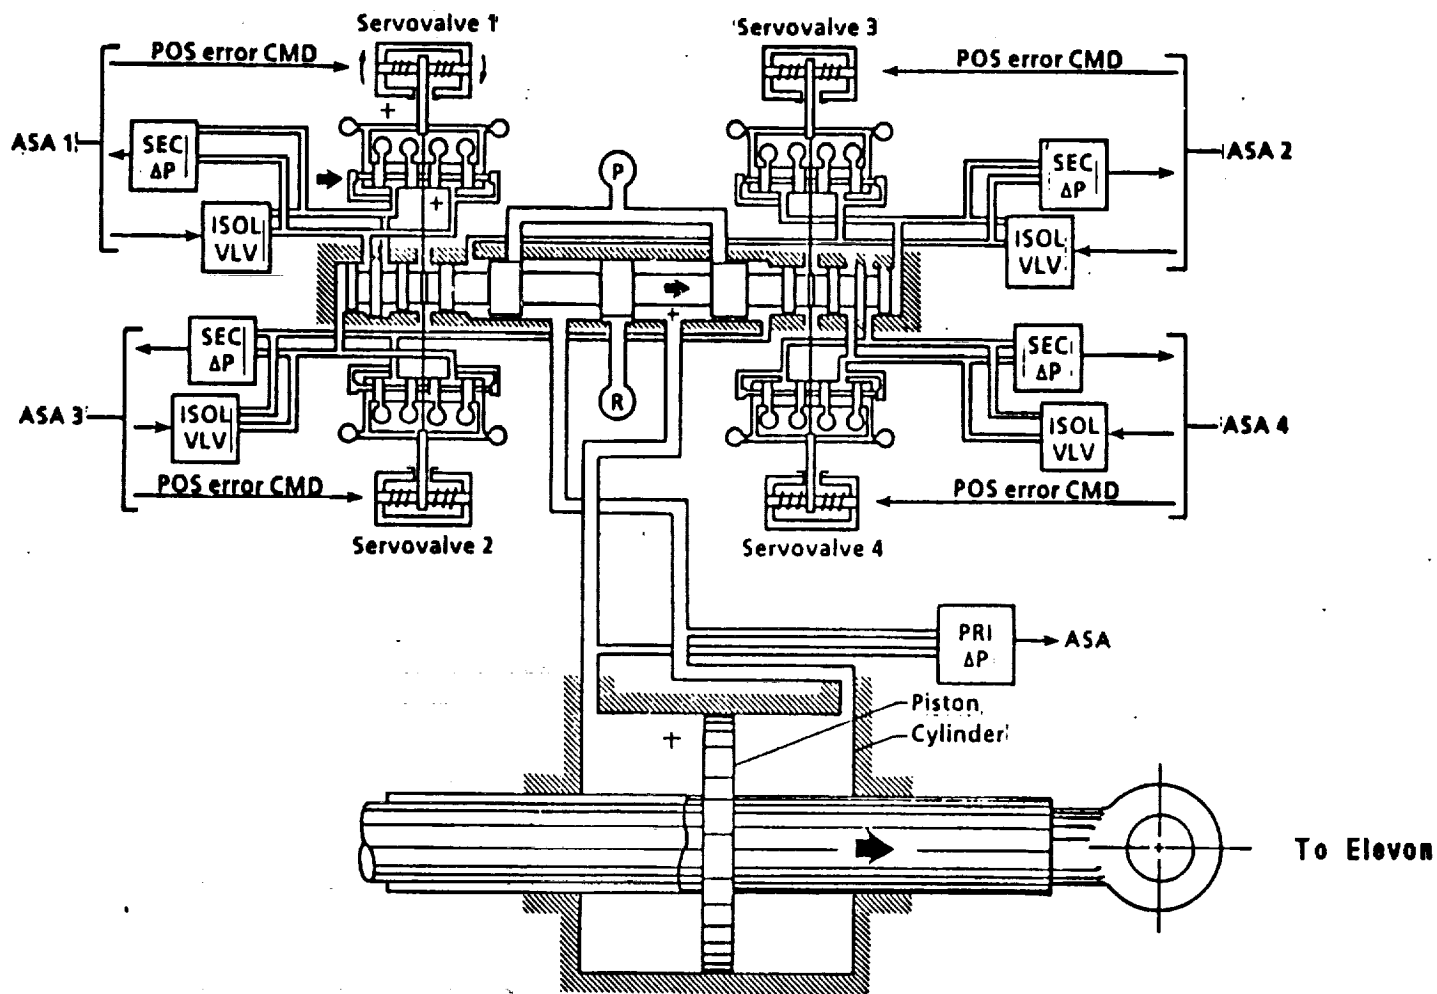 Servovalve 1
Servovalve 3
POS error CMD
POS error CMD
+
ASA 1
SEC
ΔP
SEC
ΔP
ASA 2
P
+
ISOL
VLV
ISOL
VLV
+
SEC
ΔP
SEC
ΔP
ASA 3
ISOL
VLV
R
ISOL
VLV
ASA 4
POS error CMD
POS error CMD
Servovalve 2
Servovalve 4
PRI
ΔP
ASA
Piston
Cylinder
+
To Elevon